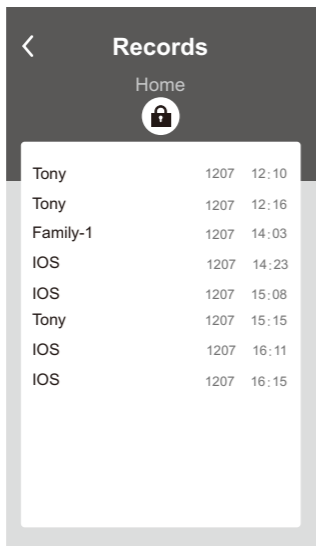 Records
Home
Tony 1207 12:10
Tony 1207 12:16
Family-1 1207 14:03
IOS 1207 14:23
IOS 1207 15:08
Tony 1207 15:15
IOS 1207 16:11
IOS 1207 16:15